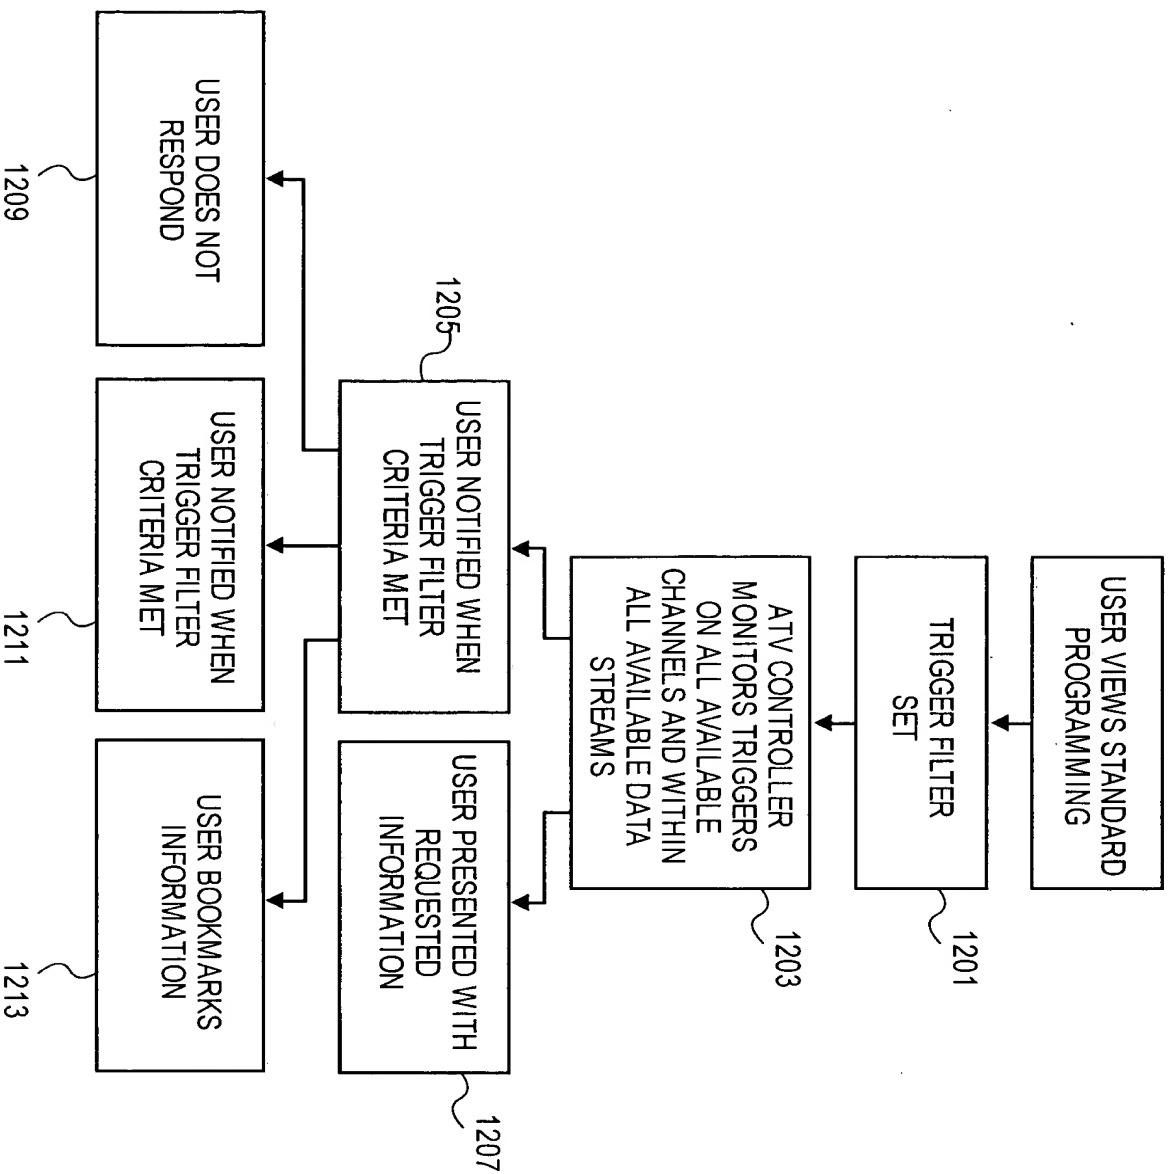 USER VIEWS STANDARD
PROGRAMMING
TRIGGER FILTER
SET
1201
ATV CONTROLLER
MONITORS TRIGGERS
ON ALL AVAILABLE
CHANNELS AND WITHIN
ALL AVAILABLE DATA
STREAMS
1203
1205
USER NOTIFIED WHEN
TRIGGER FILTER
CRITERIA MET
USER PRESENTED WITH
REQUESTED
INFORMATION
1207
USER DOES NOT
RESPOND
1209
USER NOTIFIED WHEN
TRIGGER FILTER
CRITERIA MET
1211
USER BOOKMARKS
INFORMATION
1213